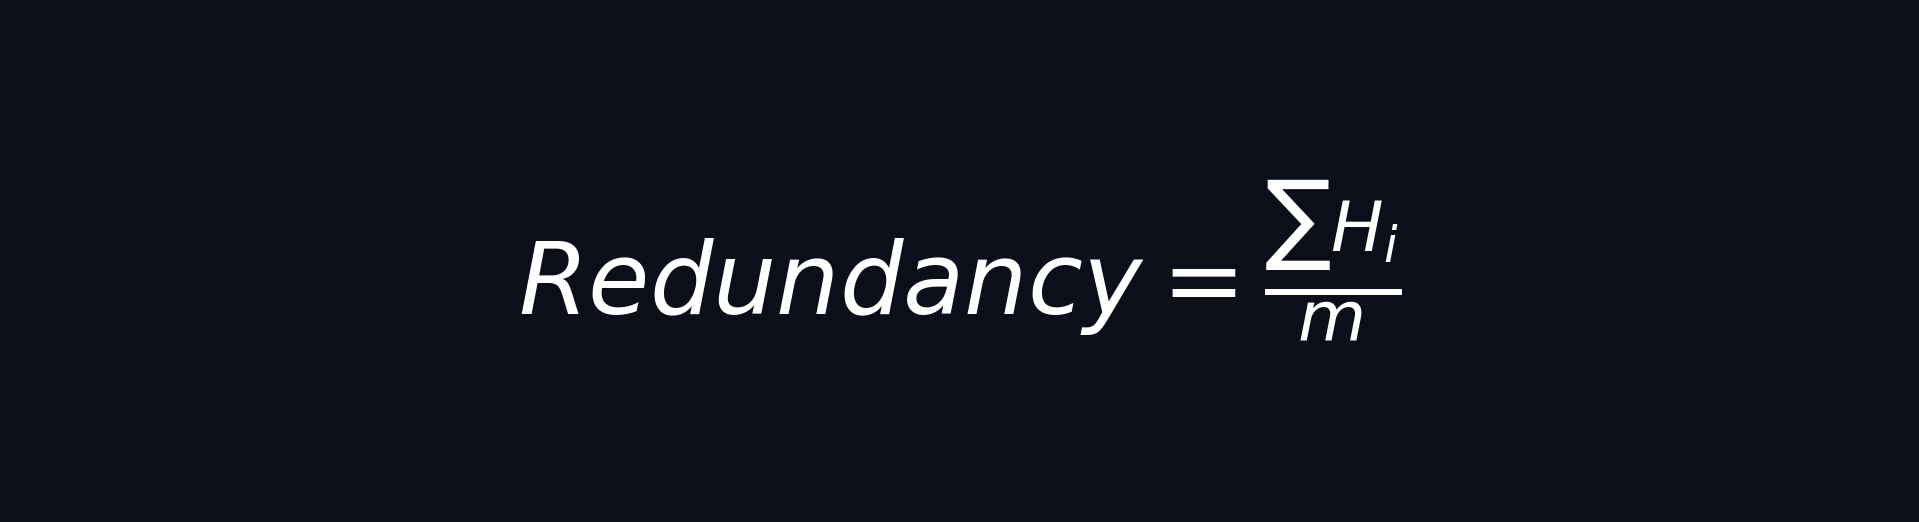 Redundancy = ∑H_i / m